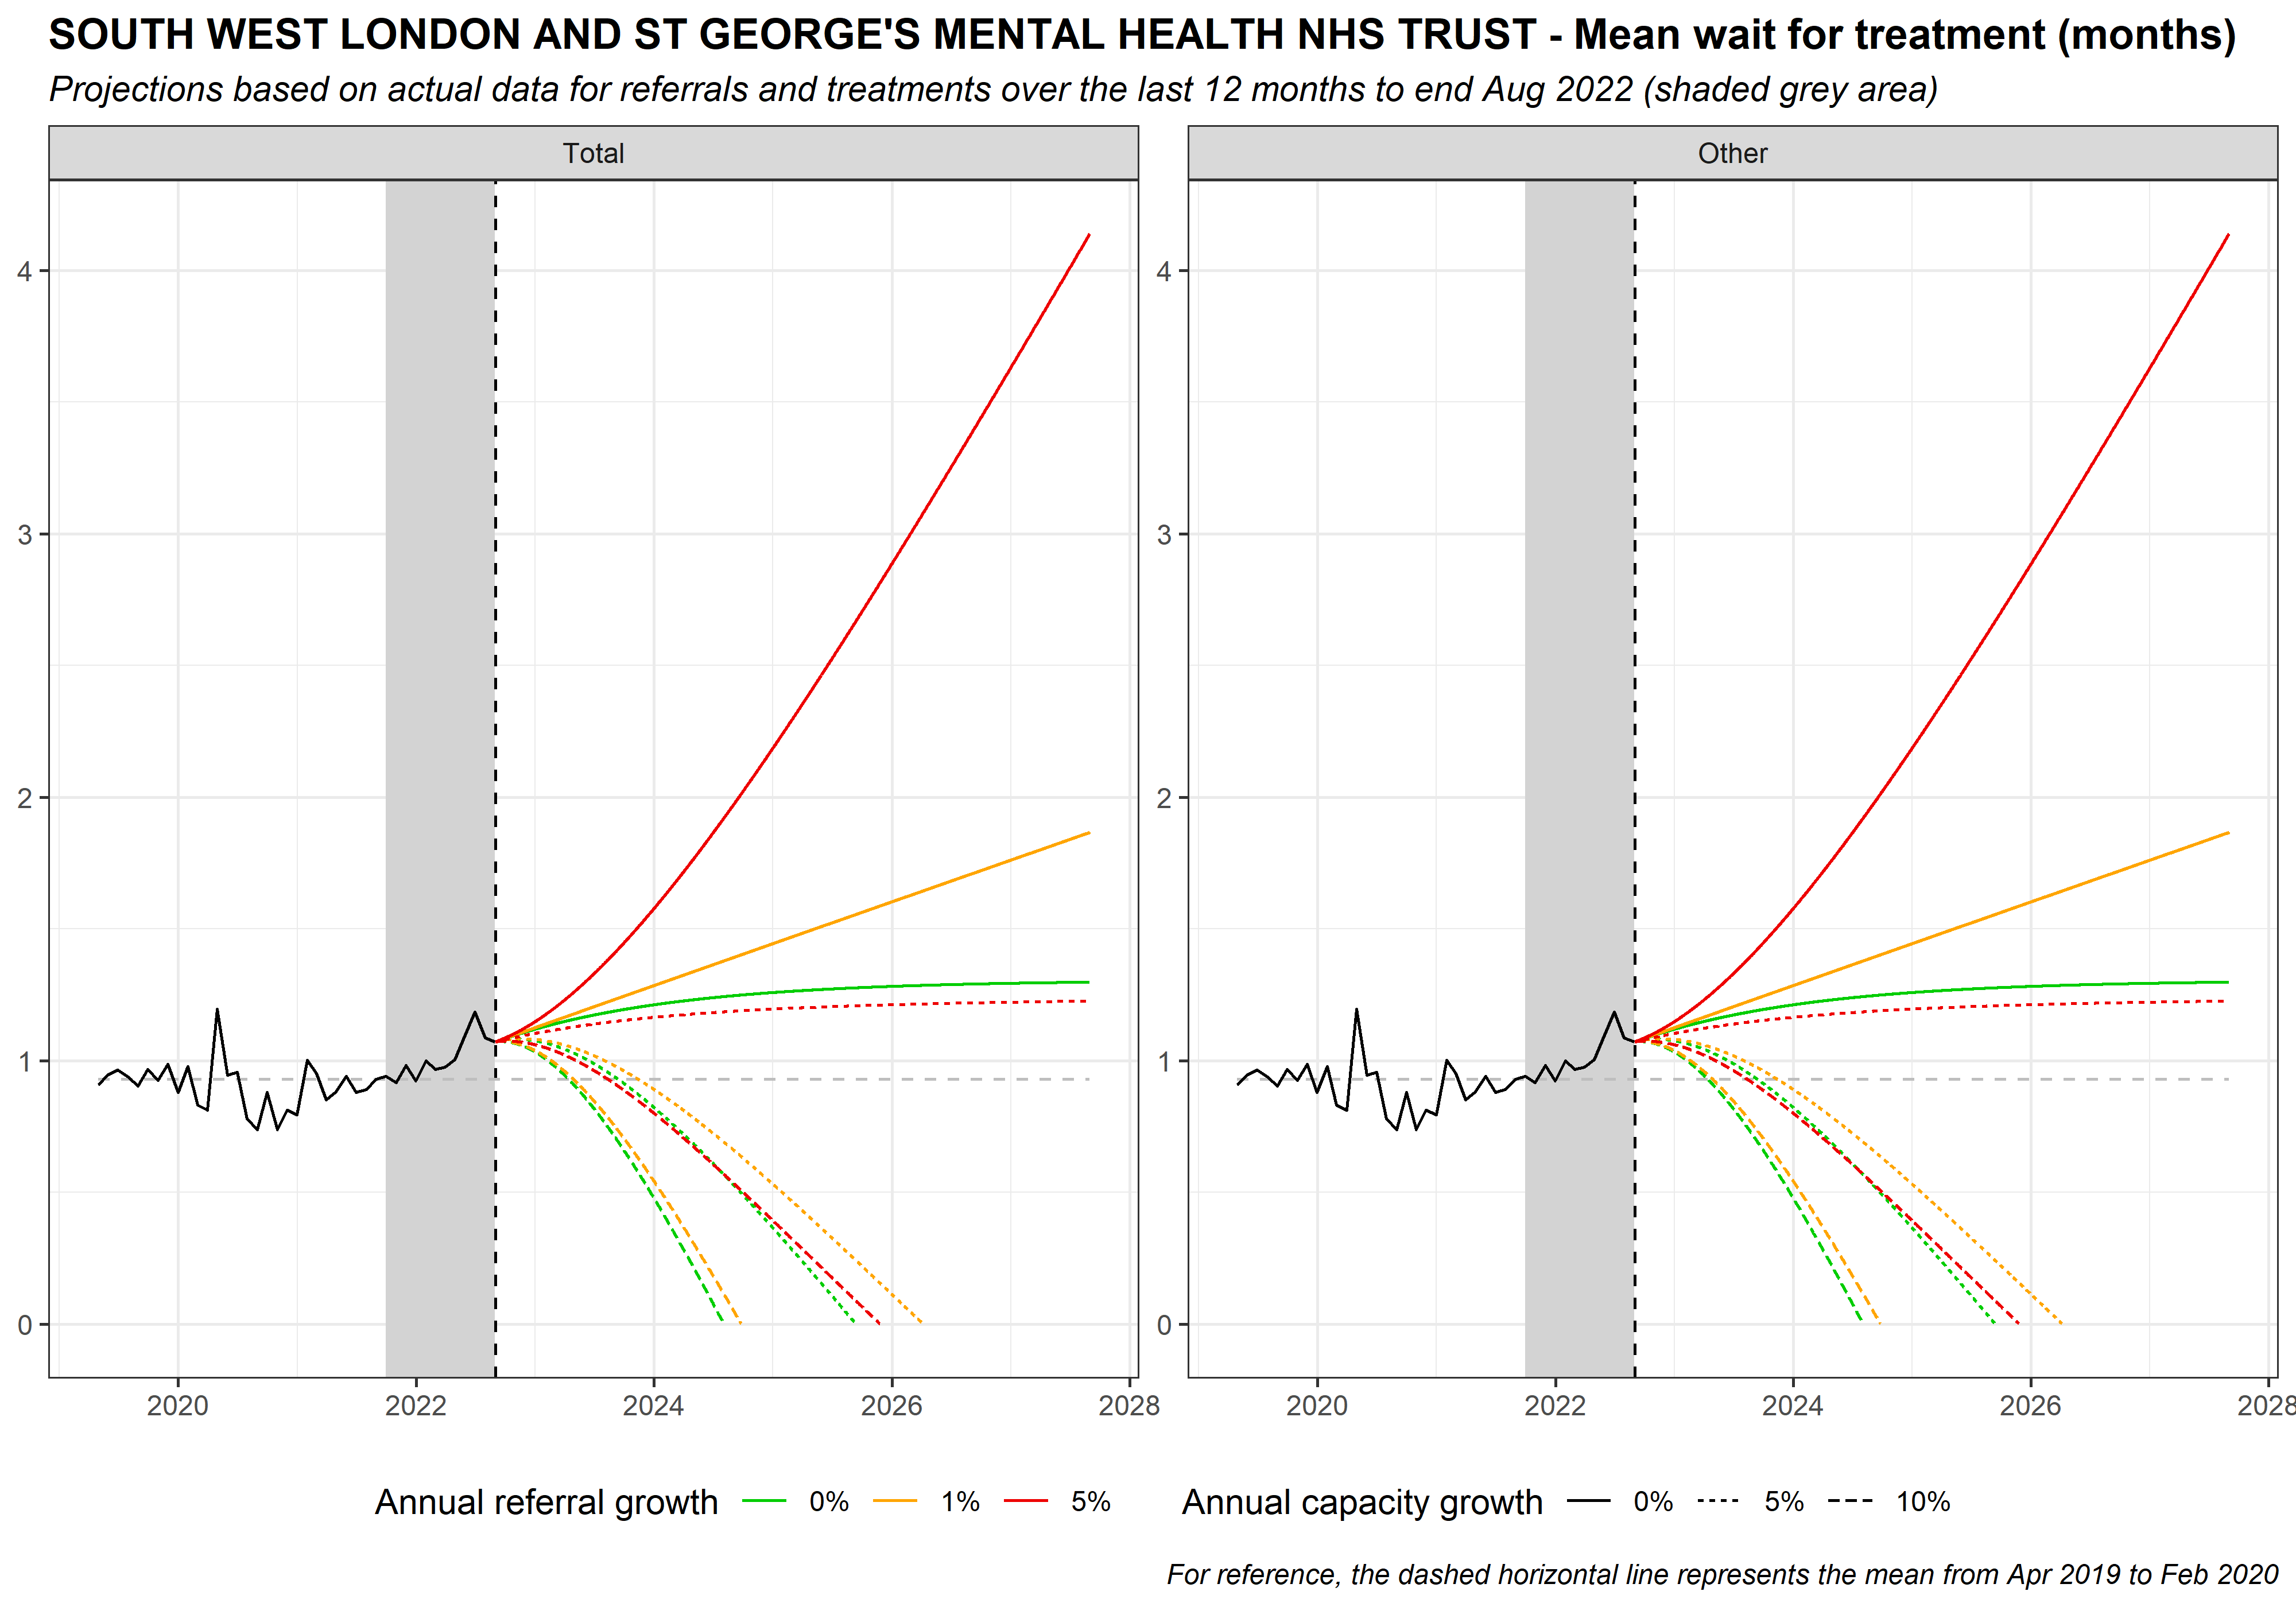 SOUTH WEST LONDON AND ST GEORGE'S MENTAL HEALTH NHS TRUST - Mean wait for treatment (months)
Projections based on actual data for referrals and treatments over the last 12 months to end Aug 2022 (shaded grey area)
Total
Other
4
3
2
1
0
4
3
2
1
0
2020 2022 2024 2026 2028
2020 2022 2024 2026 2028
Annual referral growth 0% 1% 5%
Annual capacity growth 0% 5% 10%
For reference, the dashed horizontal line represents the mean from Apr 2019 to Feb 2020